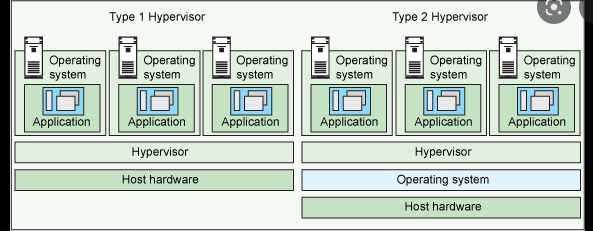 Type 1 Hypervisor
Type 2 Hypervisor
Operating
system
Application
Operating
system
Application
Operating
system
Application
Operating
system
Application
Operating
system
Application
Operating
system
Application
Hypervisor
Hypervisor
Host hardware
Operating system
Host hardware